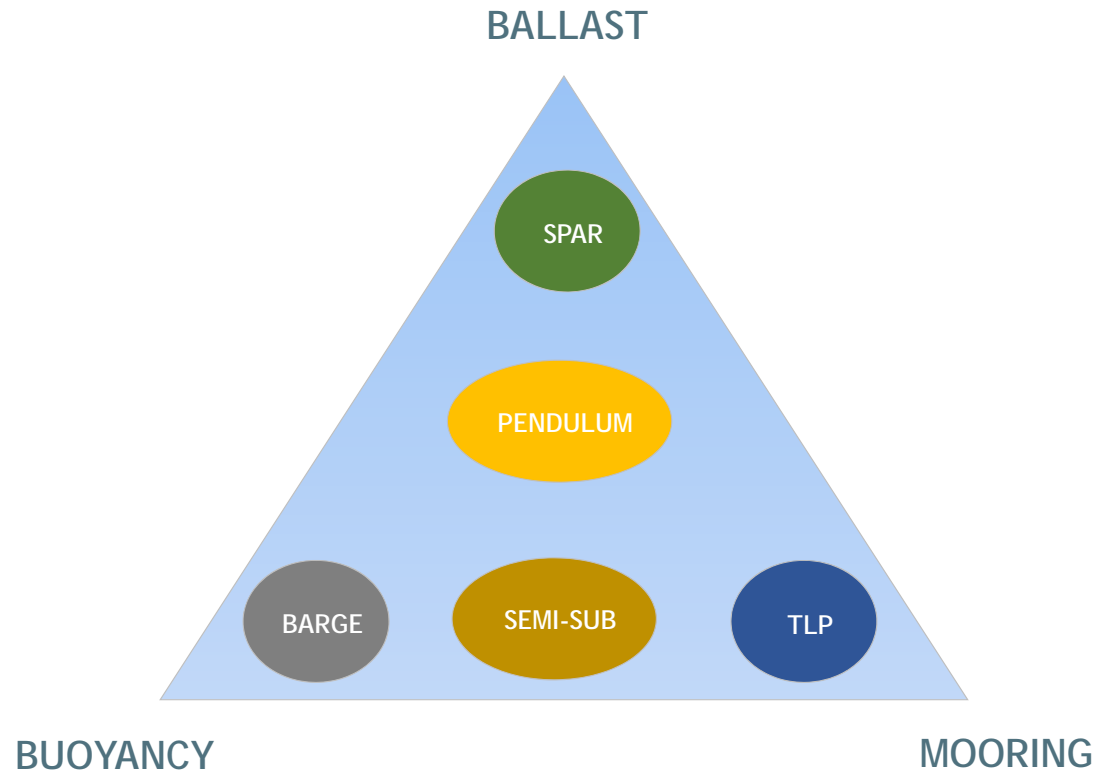 BALLAST
SPAR
PENDULUM
BARGE
SEMI-SUB
TLP
BUOYANCY
MOORING